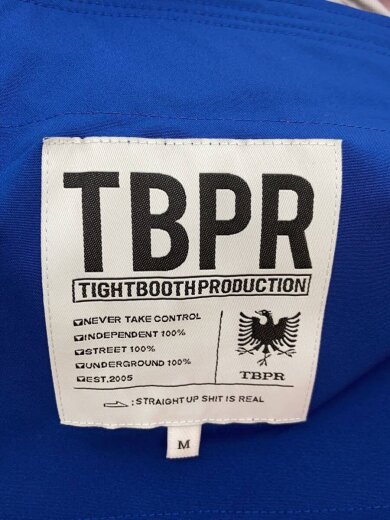 TBPR
TIGHTBOOTHPRODUCTION
NEVER TAKE CONTROL
INDEPENDENT 100%
STREET 100%
UNDERGROUND 100%
EST,2005
TBPR
:STRAIGHT UP SHIT IS REAL
M